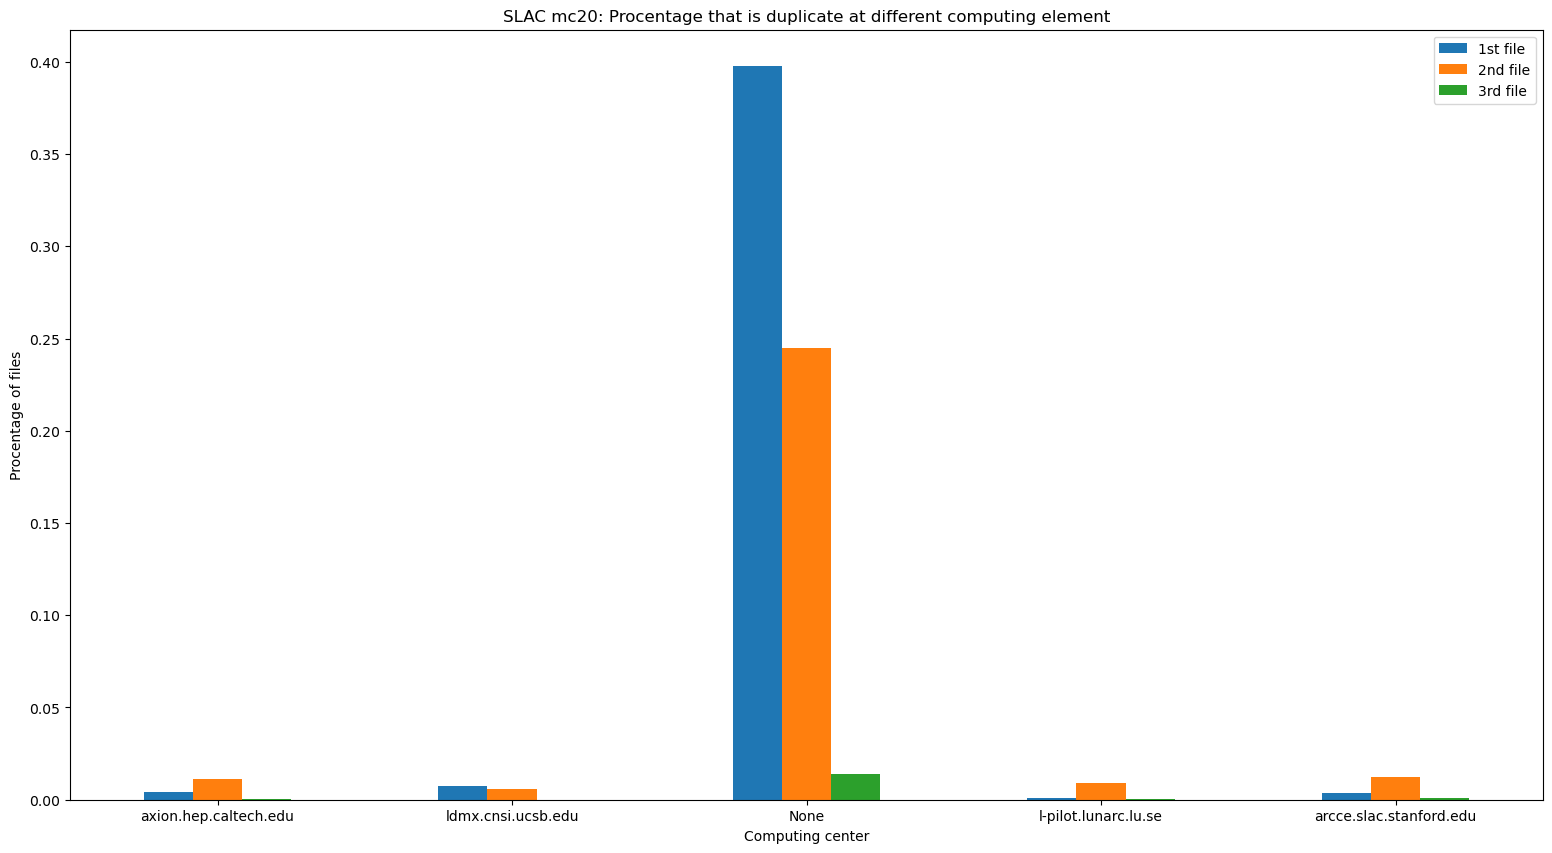 SLAC mc20: Procentage that is duplicate at different computing element
1st file
2nd file
3rd file
Procentage of files
0.40
0.35
0.30
0.25
0.20
0.15
0.10
0.05
0.00
axion.hep.caltech.edu
ldmx.cnsi.ucsb.edu
None
l-pilot.lunarc.lu.se
arcce.slac.stanford.edu
Computing center